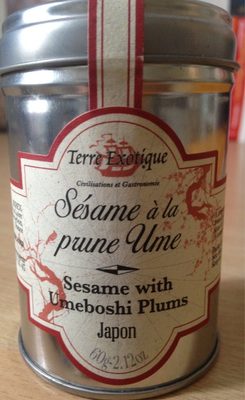 Terre Exotique
Civilisations et Gastronomie
Sésame à la
prune Ume
Sesame with
Umeboshi Plums
Japon
60g-2.12oz